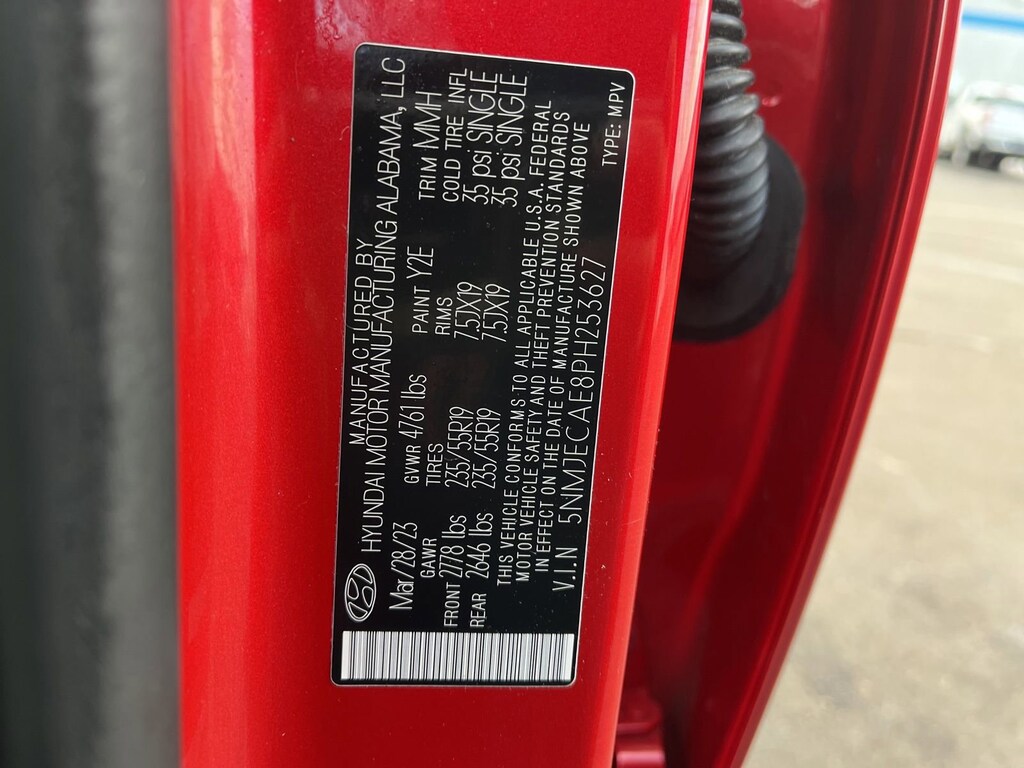 MANUFACTURED BY
HYUNDAI MOTOR MANUFACTURING ALABAMA, LLC
Mar/28/23 GVWR 4761 lbs PAINT Y2E TRIM MMH
GAWR TIRES RIMS COLD TIRE INFL
FRONT 2778 lbs 235/55R19 7.5JX19 35 psi SINGLE
REAR 2646 lbs 235/55R19 7.5JX19 35 psi SINGLE
THIS VEHICLE CONFORMS TO ALL APPLICABLE U.S.A. FEDERAL
MOTOR VEHICLE SAFETY AND THEFT PREVENTION STANDARDS
IN EFFECT ON THE DATE OF MANUFACTURE SHOWN ABOVE
V.I.N 5NMJECAE8PH253627 TYPE: MPV